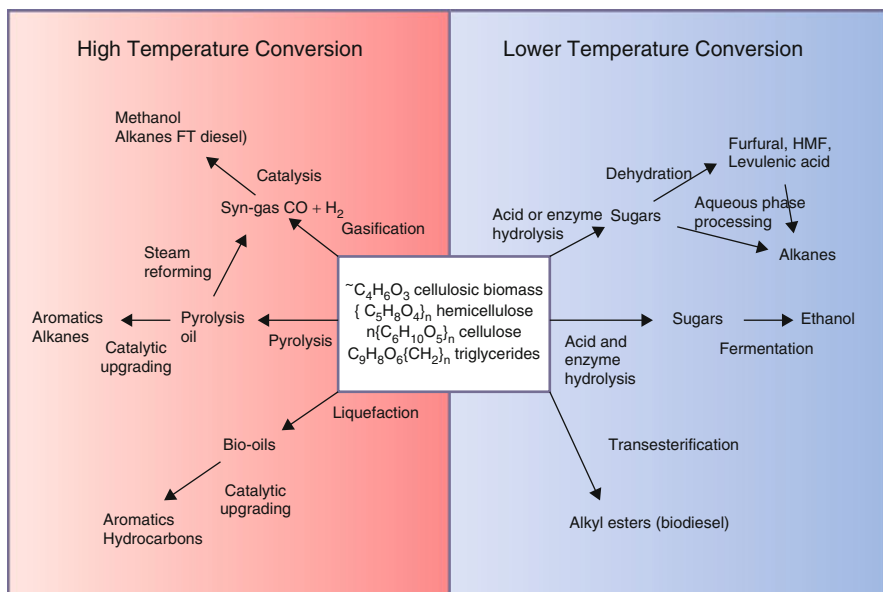 High Temperature Conversion
Methanol
Alkanes FT diesel)
Catalysis
Syn-gas CO + H₂
Gasification
Steam
reforming
Aromatics
Alkanes
Pyrolysis
oil
Catalytic
upgrading
Pyrolysis
Liquefaction
Bio-oils
Catalytic
upgrading
Aromatics
Hydrocarbons
~C₄H₆O₃ cellulosic biomass
{ C₅H₈O₄}ₙ hemicellulose
n{C₆H₁₀O₅}ₙ cellulose
C₉H₈O₆{CH₂}ₙ triglycerides
Lower Temperature Conversion
Furfural, HMF,
Levulenic acid
Dehydration
Acid or enzyme
hydrolysis
Sugars
Aqueous phase
processing
Alkanes
Sugars
Ethanol
Acid and
enzyme
hydrolysis
Fermentation
Transesterification
Alkyl esters (biodiesel)